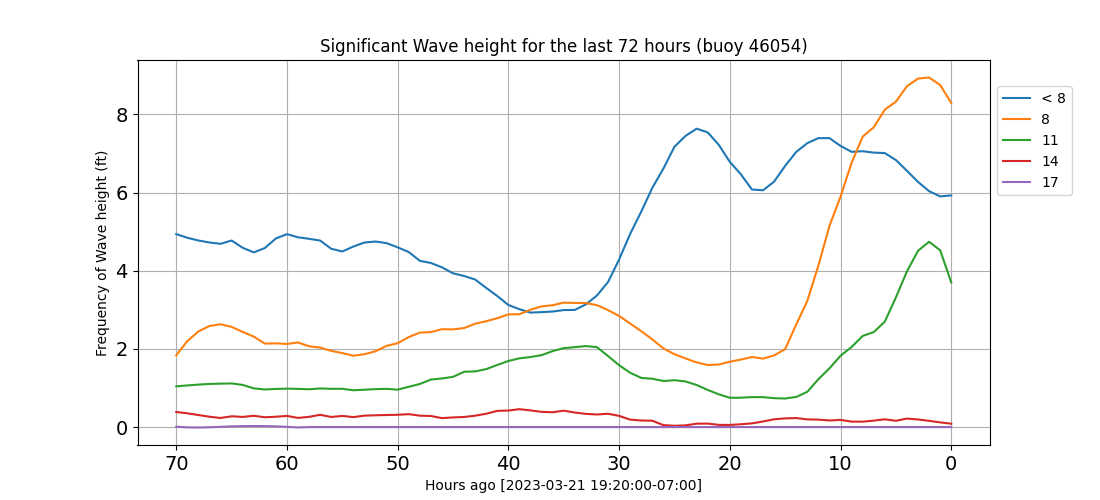 Significant Wave height for the last 72 hours (buoy 46054)
Frequency of Wave height (ft)
8
6
4
2
0
70 60 50 40 30 20 10 0
Hours ago [2023-03-21 19:20:00-07:00]
< 8
8
11
14
17